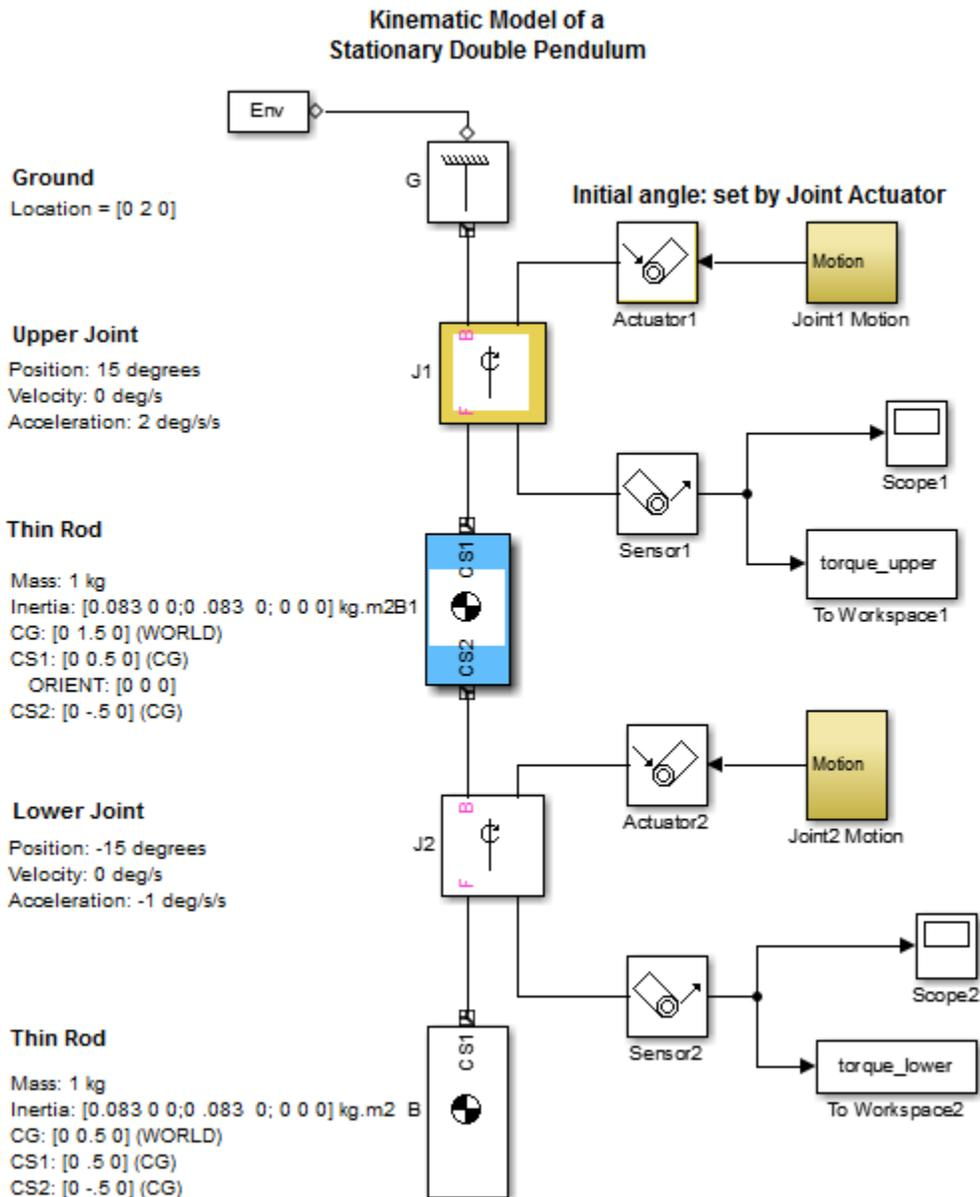 Kinematic Model of a
Stationary Double Pendulum
Env
Ground
Location = [0 2 0]
G
Initial angle: set by Joint Actuator
Motion
Actuator1
Joint1 Motion
Upper Joint
Position: 15 degrees
Velocity: 0 deg/s
Acceleration: 2 deg/s/s
J1
B
F
Scope1
Sensor1
torque_upper
To Workspace1
Thin Rod
Mass: 1 kg
Inertia: [0.083 0 0;0 .083 0; 0 0 0] kg.m2
CG: [0 1.5 0] (WORLD)
CS1: [0 0.5 0] (CG)
ORIENT: [0 0 0]
CS2: [0 -.5 0] (CG)
B1
CS1
CS2
Motion
Actuator2
Joint2 Motion
Lower Joint
Position: -15 degrees
Velocity: 0 deg/s
Acceleration: -1 deg/s/s
J2
B
F
Scope2
Sensor2
torque_lower
To Workspace2
Thin Rod
Mass: 1 kg
Inertia: [0.083 0 0;0 .083 0; 0 0 0] kg.m2
CG: [0 0.5 0] (WORLD)
CS1: [0 .5 0] (CG)
CS2: [0 -.5 0] (CG)
B
CS1